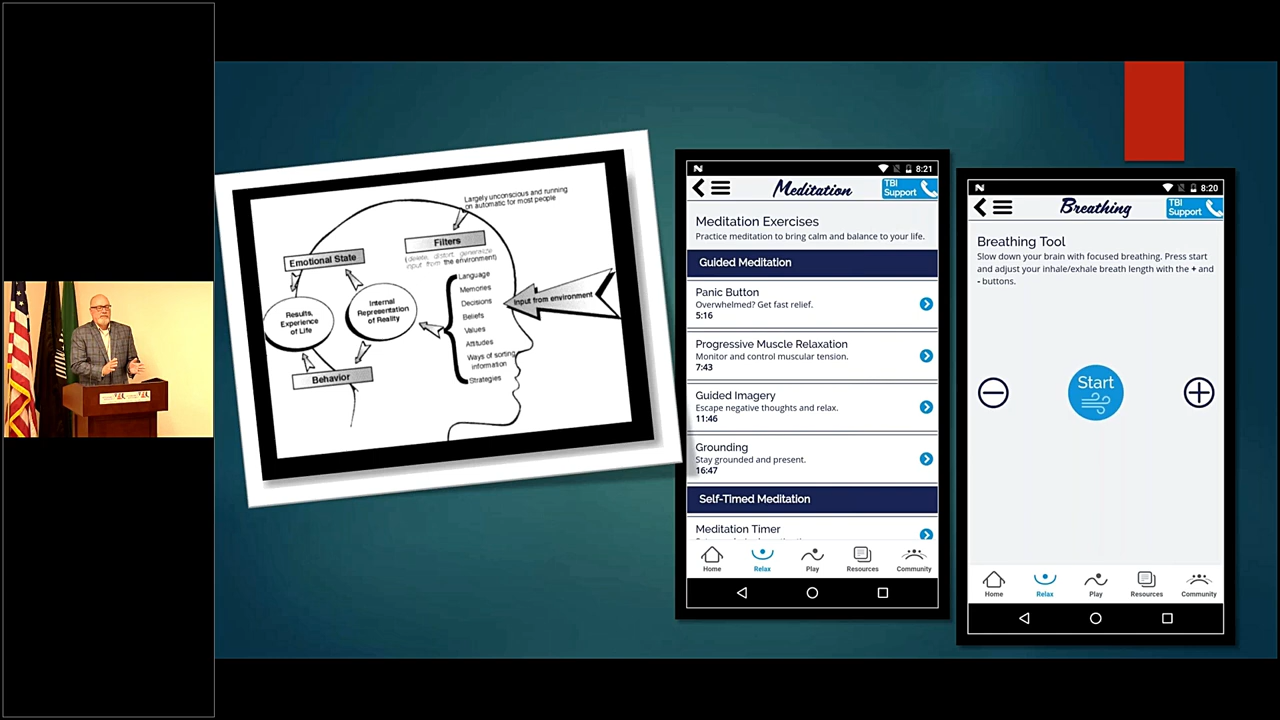 Largely unconscious and running
on automatic for most people
Filters
(delete, distort generalize
input from the environment)
Emotional State
Language
Memories
Decisions
Beliefs
Values
Attitudes
Ways of sorting
information
Strategies
Input from environment
Internal
Representation
of Reality
Results,
Experience
of Life
Behavior
8:21
Meditation
TBI
Support
Meditation Exercises
Practice meditation to bring calm and balance to your life.
Guided Meditation
Panic Button
Overwhelmed? Get fast relief.
5:16
Progressive Muscle Relaxation
Monitor and control muscular tension.
7:43
Guided Imagery
Escape negative thoughts and relax.
11:46
Grounding
Stay grounded and present.
16:47
Self-Timed Meditation
Meditation Timer
Home Relax Play Resources Community
8:20
Breathing
TBI
Support
Breathing Tool
Slow down your brain with focused breathing. Press start
and adjust your inhale/exhale breath length with the + and
- buttons.
Start
Home Relax Play Resources Community